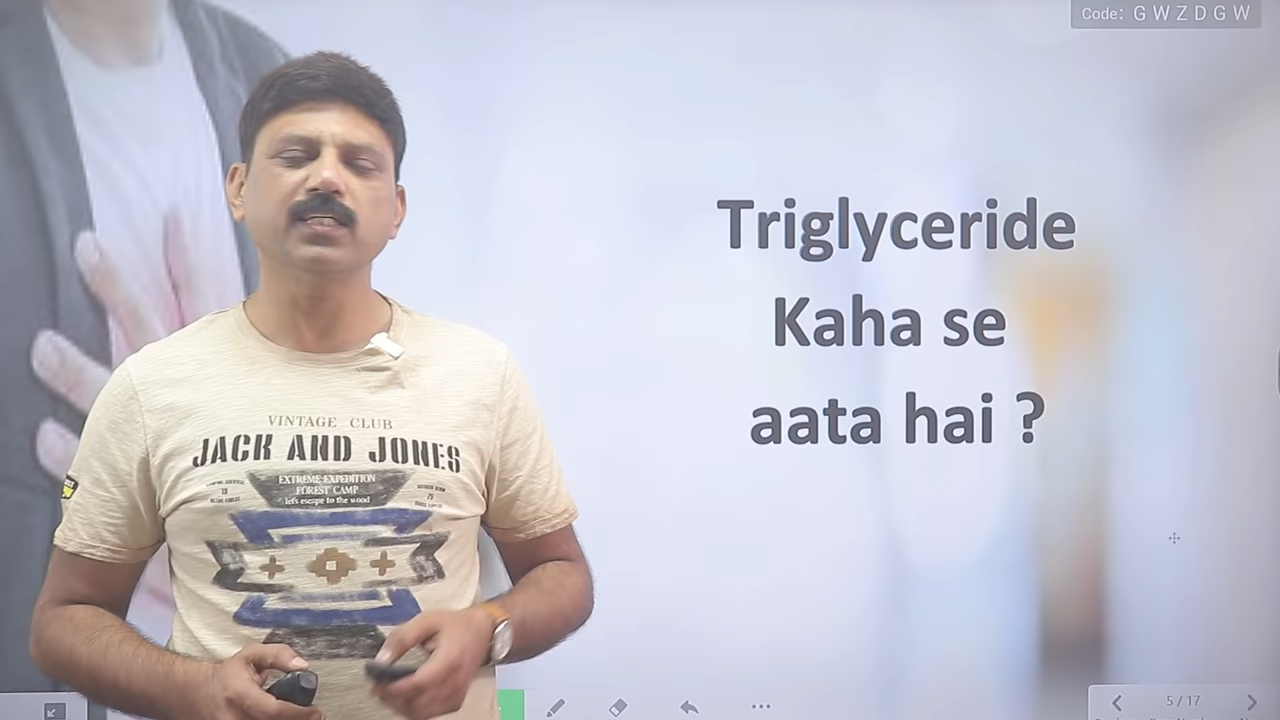 Code: G W Z D G W
Triglyceride
Kaha se
aata hai ?
VINTAGE CLUB
JACK AND JONES
EXTREME EXPEDITION
FOREST CAMP
let's escape to the wood
5 / 17